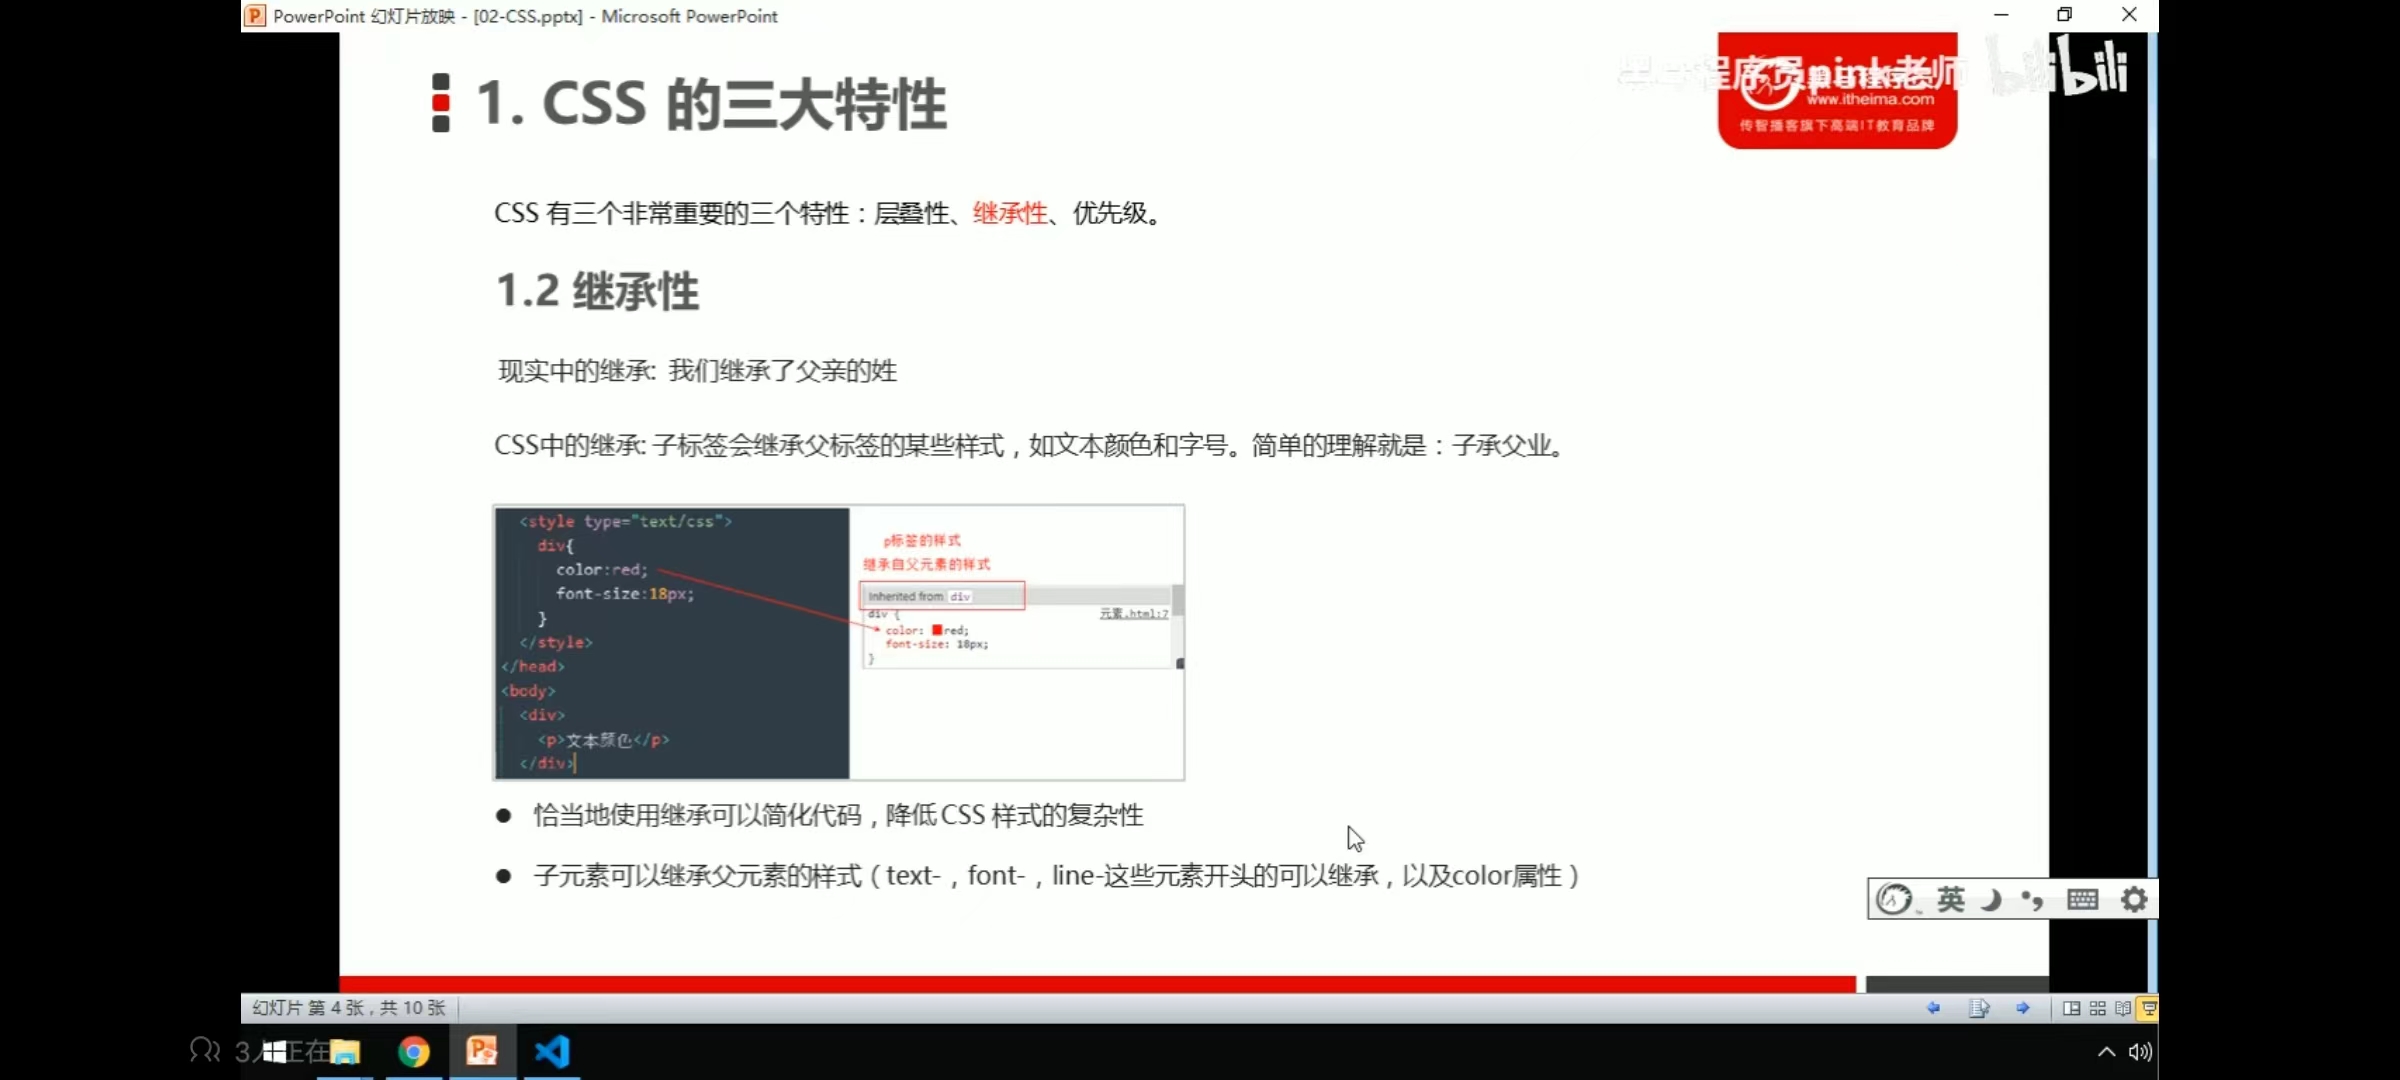 PowerPoint 幻灯片放映 - [02-CSS.pptx] - Microsoft PowerPoint
1. CSS 的三大特性
程序员pink老师
bilibili
www.itheima.com
传智播客旗下高端IT教育品牌
CSS 有三个非常重要的三个特性：层叠性、继承性、优先级。
1.2 继承性
现实中的继承: 我们继承了父亲的姓
CSS中的继承: 子标签会继承父标签的某些样式，如文本颜色和字号。简单的理解就是：子承父业。
<style type="text/css">
div{
color:red;
font-size:18px;
}
</style>
</head>
<body>
<div>
<p>文本颜色</p>
</div>
p标签的样式
继承自父元素的样式
Inherited from div
div {
元素.html:7
color: red;
font-size: 18px;
}
● 恰当地使用继承可以简化代码，降低 CSS 样式的复杂性
● 子元素可以继承父元素的样式（text-，font-，line-这些元素开头的可以继承，以及color属性）
英
幻灯片 第 4 张，共 10 张
3人正在